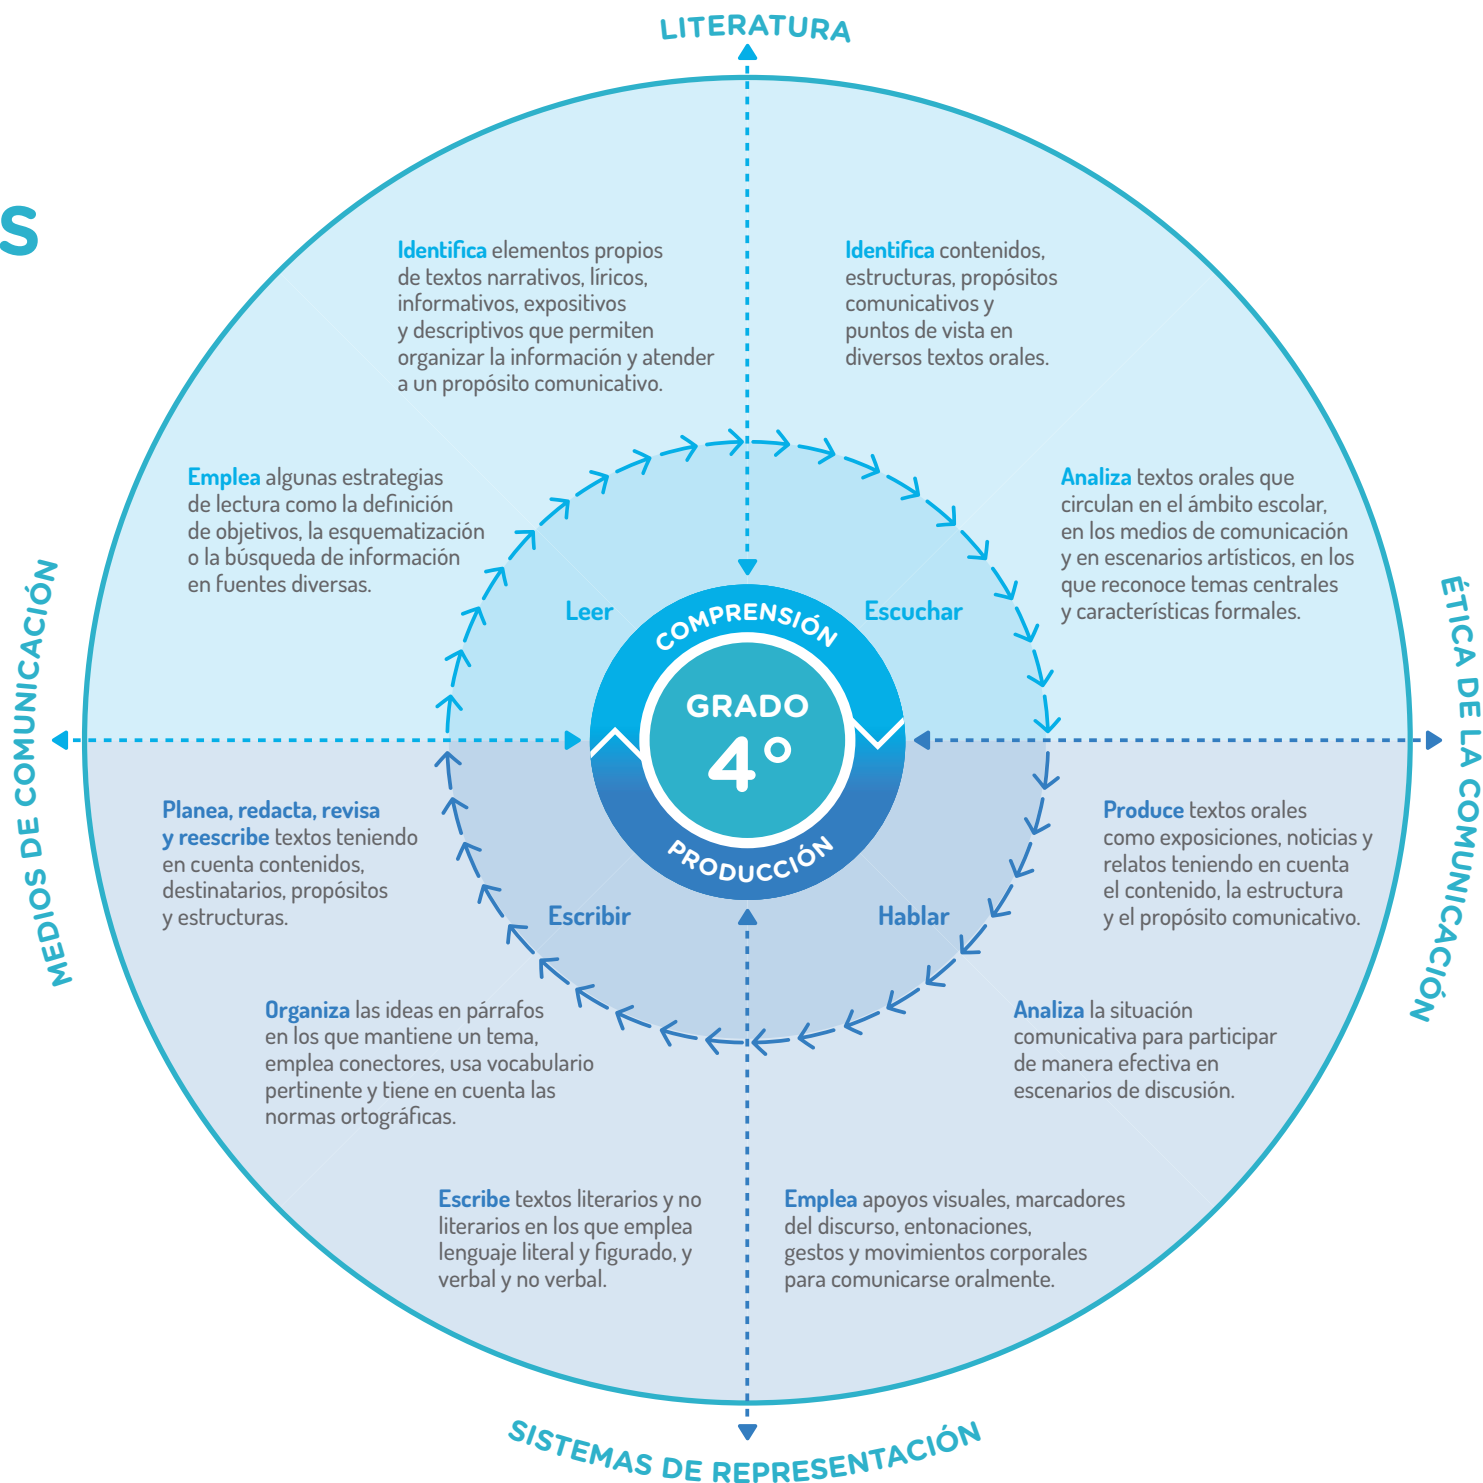 LITERATURA
s
Identifica elementos propios
de textos narrativos, líricos,
informativos, expositivos
y descriptivos que permiten
organizar la información y atender
a un propósito comunicativo.
Identifica contenidos,
estructuras, propósitos
comunicativos y
puntos de vista en
diversos textos orales.
Emplea algunas estrategias
de lectura como la definición
de objetivos, la esquematización
o la búsqueda de información
en fuentes diversas.
Analiza textos orales que
circulan en el ámbito escolar,
en los medios de comunicación
y en escenarios artísticos, en los
que reconoce temas centrales
y características formales.
Leer
Escuchar
COMPRENSIÓN
GRADO
4°
PRODUCCIÓN
MEDIOS DE COMUNICACIÓN
ÉTICA DE LA COMUNICACIÓN
Planea, redacta, revisa
y reescribe textos teniendo
en cuenta contenidos,
destinatarios, propósitos
y estructuras.
Produce textos orales
como exposiciones, noticias y
relatos teniendo en cuenta
el contenido, la estructura
y el propósito comunicativo.
Escribir
Hablar
Organiza las ideas en párrafos
en los que mantiene un tema,
emplea conectores, usa vocabulario
pertinente y tiene en cuenta las
normas ortográficas.
Analiza la situación
comunicativa para participar
de manera efectiva en
escenarios de discusión.
Escribe textos literarios y no
literarios en los que emplea
lenguaje literal y figurado, y
verbal y no verbal.
Emplea apoyos visuales, marcadores
del discurso, entonaciones,
gestos y movimientos corporales
para comunicarse oralmente.
SISTEMAS DE REPRESENTACIÓN